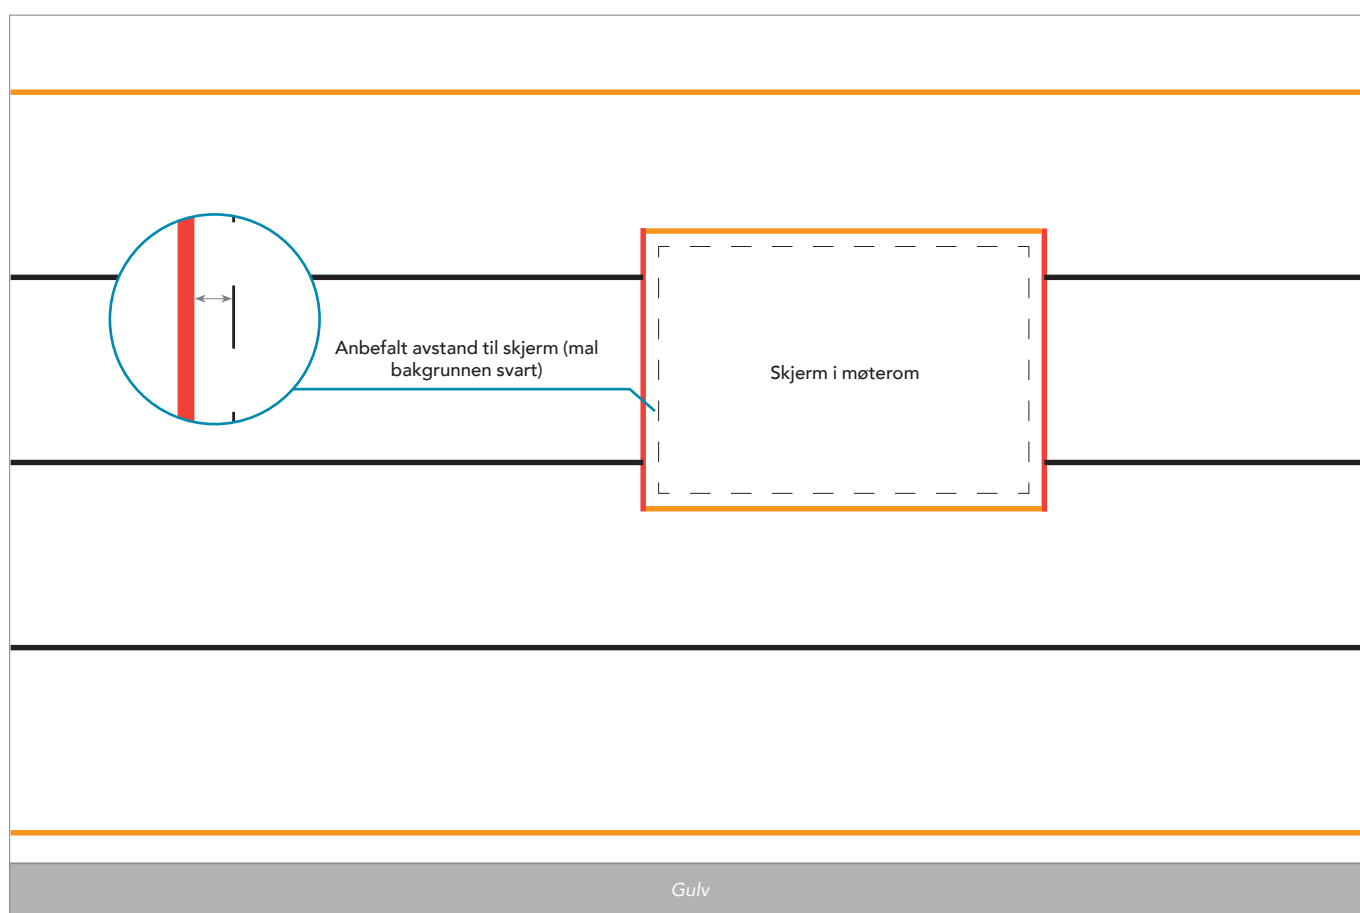 Anbefalt avstand til skjerm (mal
bakgrunnen svart)
Skjerm i møterom
Gulv